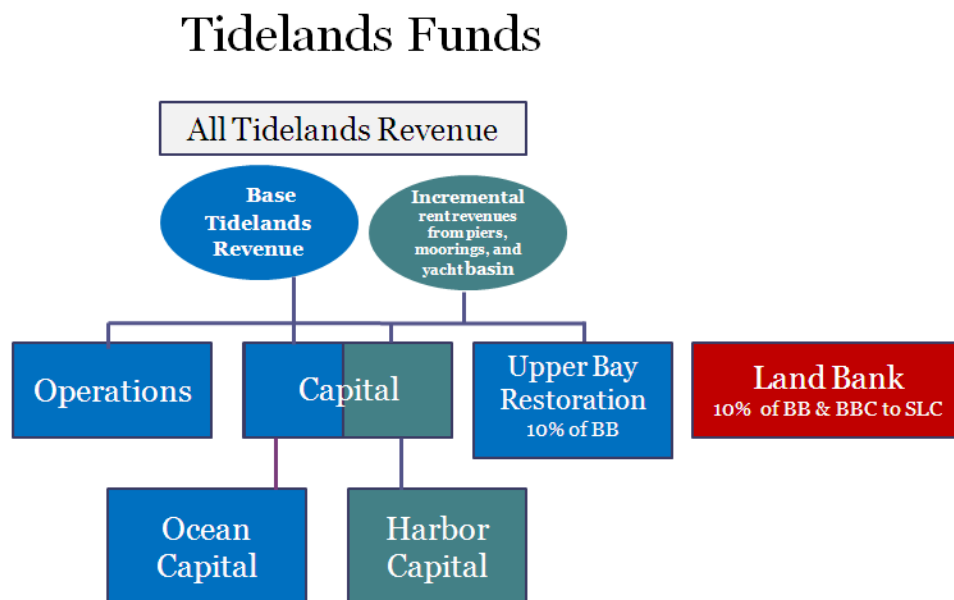 Tidelands Funds
All Tidelands Revenue
Base
Tidelands
Revenue
Incremental
rent revenues
from piers,
moorings, and
yacht basin
Operations
Capital
Upper Bay
Restoration
10% of BB
Land Bank
10% of BB & BBC to SLC
Ocean
Capital
Harbor
Capital